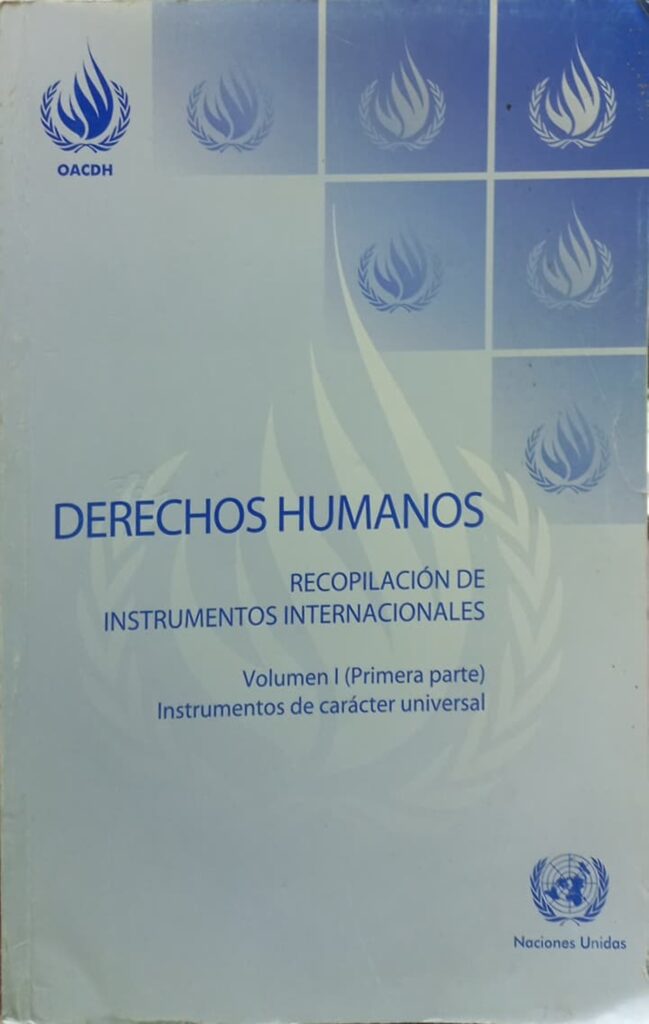 OACDH
DERECHOS HUMANOS
RECOPILACIÓN DE
INSTRUMENTOS INTERNACIONALES
Volumen I (Primera parte)
Instrumentos de carácter universal
Naciones Unidas